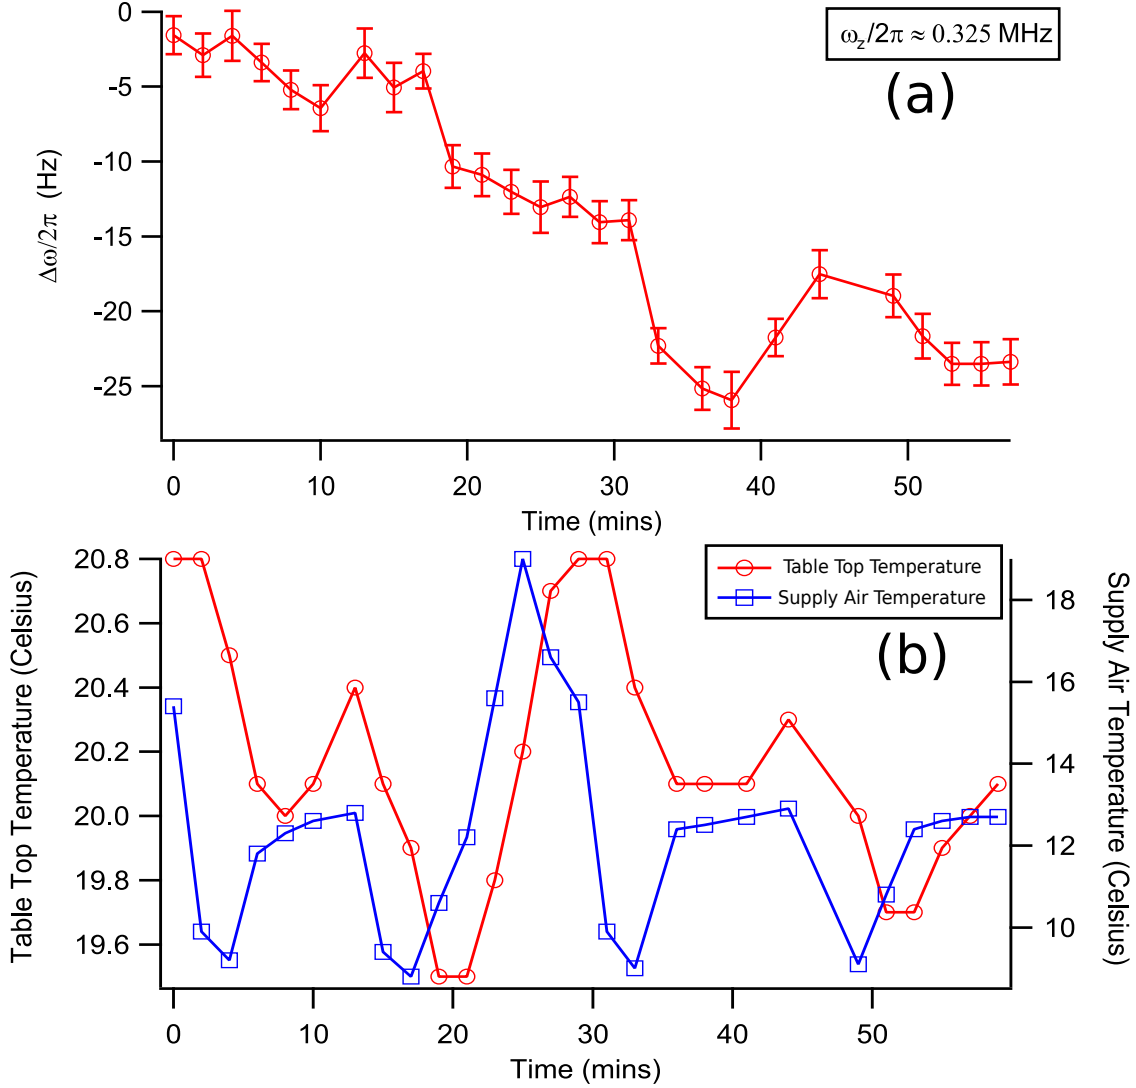 ω_z/2π ≈ 0.325 MHz
(a)
Δω/2π (Hz)
0
-5
-10
-15
-20
-25
0 10 20 30 40 50
Time (mins)
Table Top Temperature
Supply Air Temperature
(b)
Table Top Temperature (Celsius)
20.8
20.6
20.4
20.2
20.0
19.8
19.6
Supply Air Temperature (Celsius)
18
16
14
12
10
0 10 20 30 40 50
Time (mins)